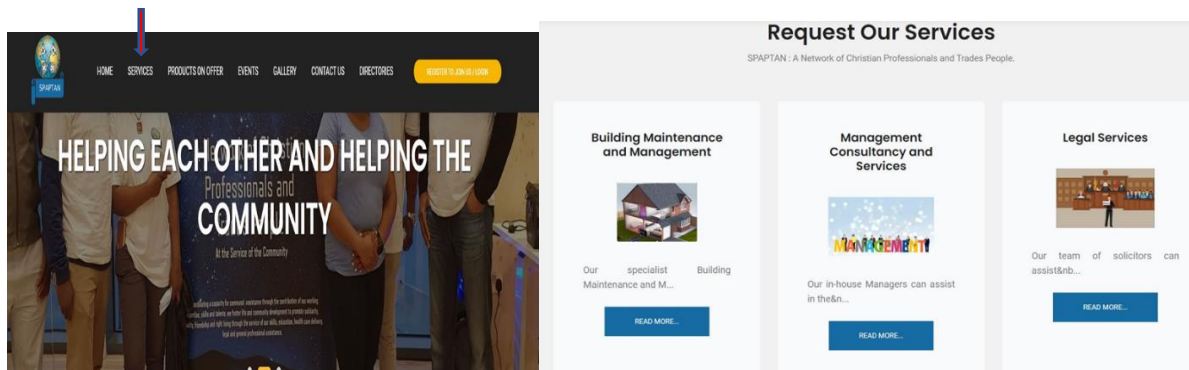 SPAPTAN
HOME SERVICES PRODUCTS ON OFFER EVENTS GALLERY CONTACT US DIRECTORIES REGISTER TO JOIN US / LOGIN
HELPING EACH OTHER AND HELPING THE
COMMUNITY
Professionals and
At the Service of the Community
Request Our Services
SPAPTAN : A Network of Christian Professionals and Trades People.
Building Maintenance
and Management
Our specialist Building
Maintenance and M...
READ MORE...
Management
Consultancy and
Services
MANAGEMENT
Our in-house Managers can assist
in the&n...
READ MORE...
Legal Services
Our team of solicitors can
assist&nb...
READ MORE...